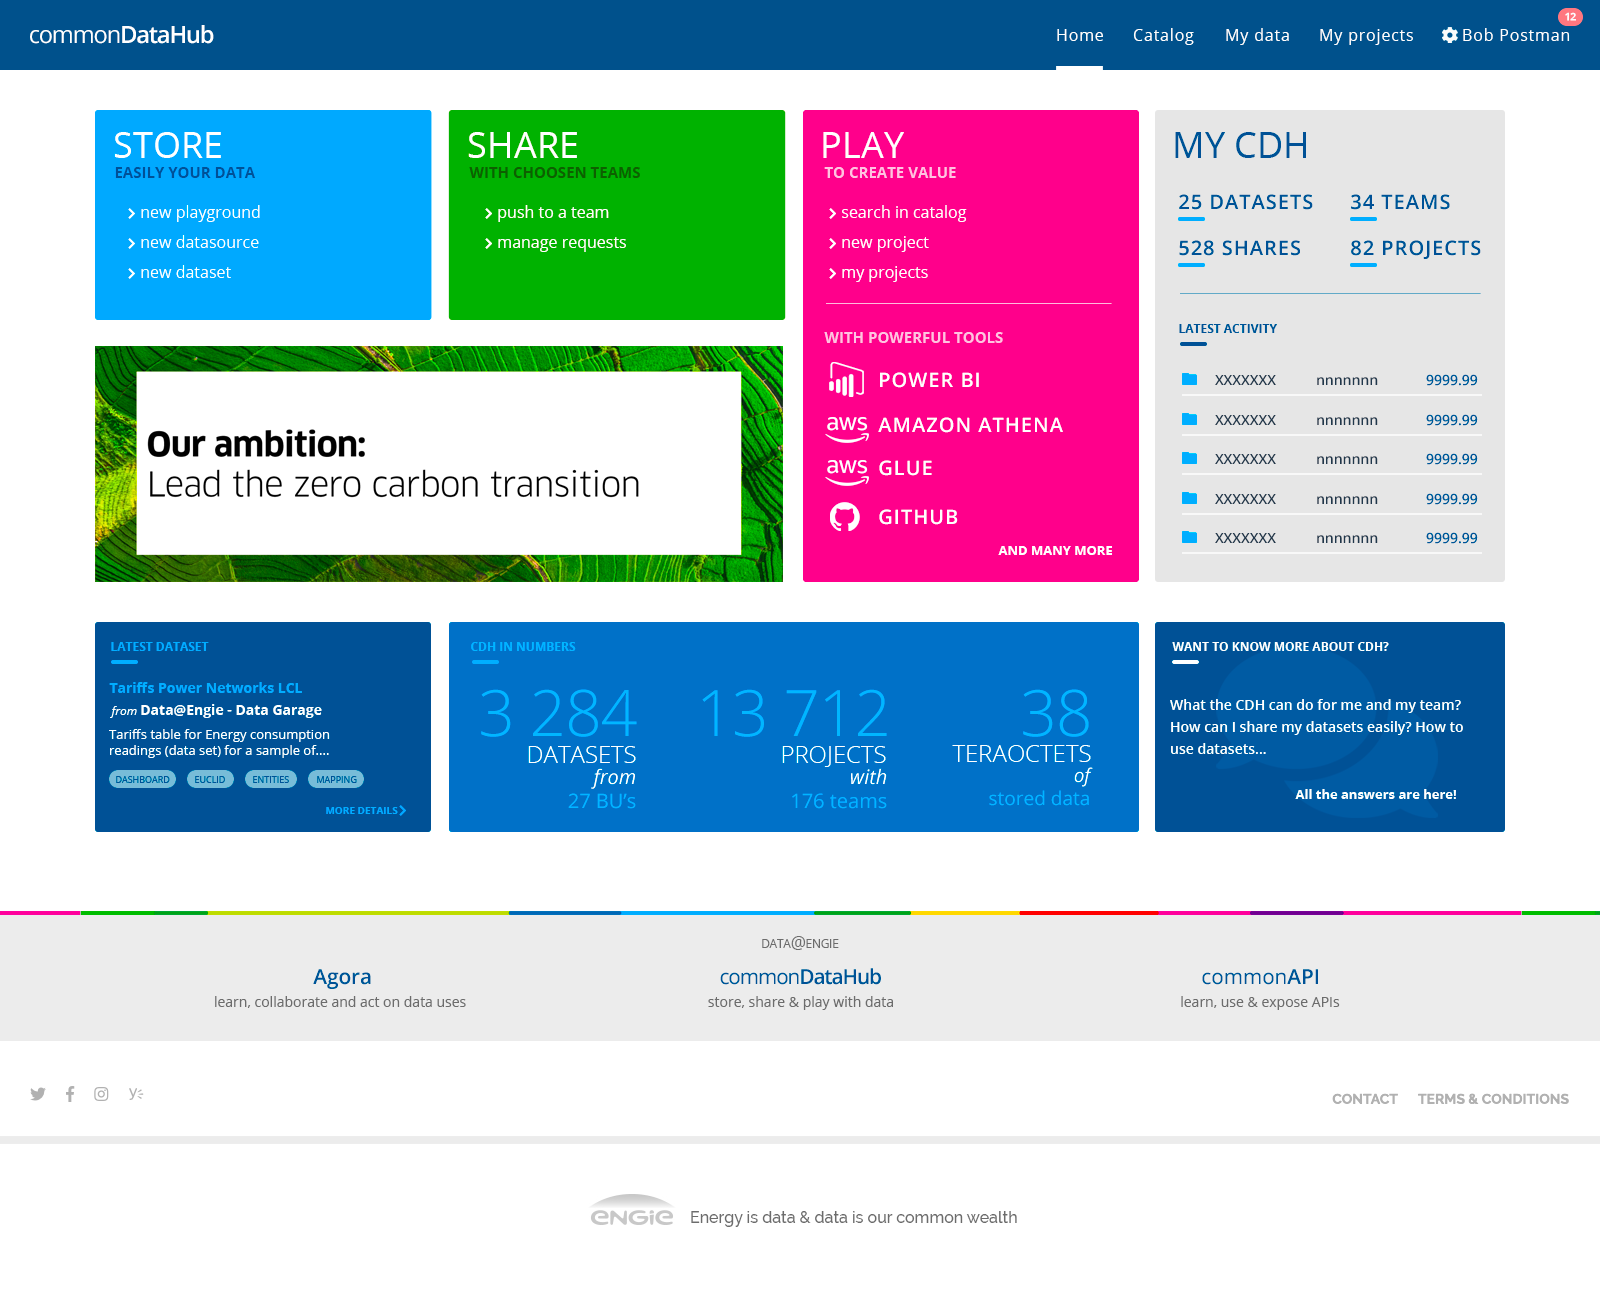 commonDataHub
Home Catalog My data My projects Bob Postman 12
STORE
EASILY YOUR DATA
new playground
new datasource
new dataset
SHARE
WITH CHOOSEN TEAMS
push to a team
manage requests
PLAY
TO CREATE VALUE
search in catalog
new project
my projects
WITH POWERFUL TOOLS
POWER BI
aws AMAZON ATHENA
aws GLUE
GITHUB
AND MANY MORE
MY CDH
25 DATASETS 34 TEAMS
528 SHARES 82 PROJECTS
LATEST ACTIVITY
XXXXXXX nnnnnnn 9999.99
XXXXXXX nnnnnnn 9999.99
XXXXXXX nnnnnnn 9999.99
XXXXXXX nnnnnnn 9999.99
XXXXXXX nnnnnnn 9999.99
Our ambition:
Lead the zero carbon transition
LATEST DATASET
Tariffs Power Networks LCL
from Data@Engie - Data Garage
Tariffs table for Energy consumption
readings (data set) for a sample of....
DASHBOARD EUCLID ENTITIES MAPPING
MORE DETAILS
CDH IN NUMBERS
3 284
DATASETS
from
27 BU's
13 712
PROJECTS
with
176 teams
38
TERAOCTETS
of
stored data
WANT TO KNOW MORE ABOUT CDH?
What the CDH can do for me and my team?
How can I share my datasets easily? How to
use datasets...
All the answers are here!
DATA@ENGIE
Agora
learn, collaborate and act on data uses
commonDataHub
store, share & play with data
commonAPI
learn, use & expose APIs
CONTACT TERMS & CONDITIONS
ENGIE Energy is data & data is our common wealth